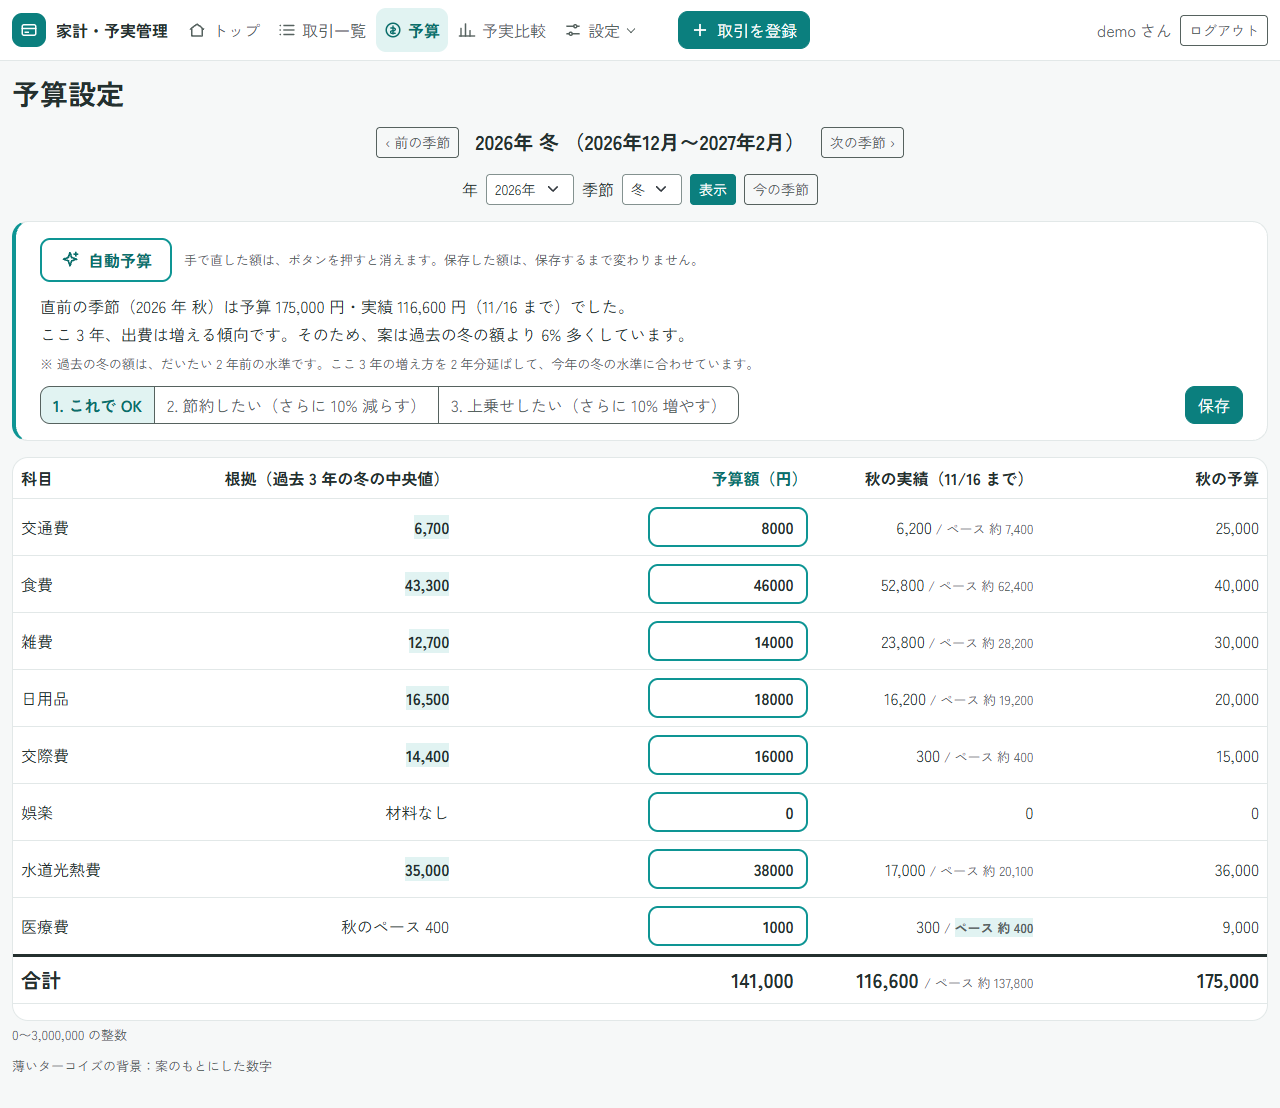 家計・予実管理 トップ 取引一覧 予算 予実比較 設定 取引を登録 demo さん ログアウト
予算設定
‹ 前の季節 2026年 冬 （2026年12月〜2027年2月） 次の季節 ›
年 2026年 季節 冬 表示 今の季節
自動予算 手で直した額は、ボタンを押すと消えます。保存した額は、保存するまで変わりません。
直前の季節（2026 年 秋）は予算 175,000 円・実績 116,600 円（11/16 まで）でした。
ここ 3 年、出費は増える傾向です。そのため、案は過去の冬の額より 6% 多くしています。
※ 過去の冬の額は、だいたい 2 年前の水準です。ここ 3 年の増え方を 2 年分延ばして、今年の冬の水準に合わせています。
1. これで OK 2. 節約したい（さらに 10% 減らす） 3. 上乗せしたい（さらに 10% 増やす） 保存
科目 根拠（過去 3 年の冬の中央値） 予算額（円） 秋の実績（11/16 まで） 秋の予算
交通費 6,700 8000 6,200 / ペース 約 7,400 25,000
食費 43,300 46000 52,800 / ペース 約 62,400 40,000
雑費 12,700 14000 23,800 / ペース 約 28,200 30,000
日用品 16,500 18000 16,200 / ペース 約 19,200 20,000
交際費 14,400 16000 300 / ペース 約 400 15,000
娯楽 材料なし 0 0 0
水道光熱費 35,000 38000 17,000 / ペース 約 20,100 36,000
医療費 秋のペース 400 1000 300 / ペース 約 400 9,000
合計 141,000 116,600 / ペース 約 137,800 175,000
0〜3,000,000 の整数
薄いターコイズの背景：案のもとにした数字